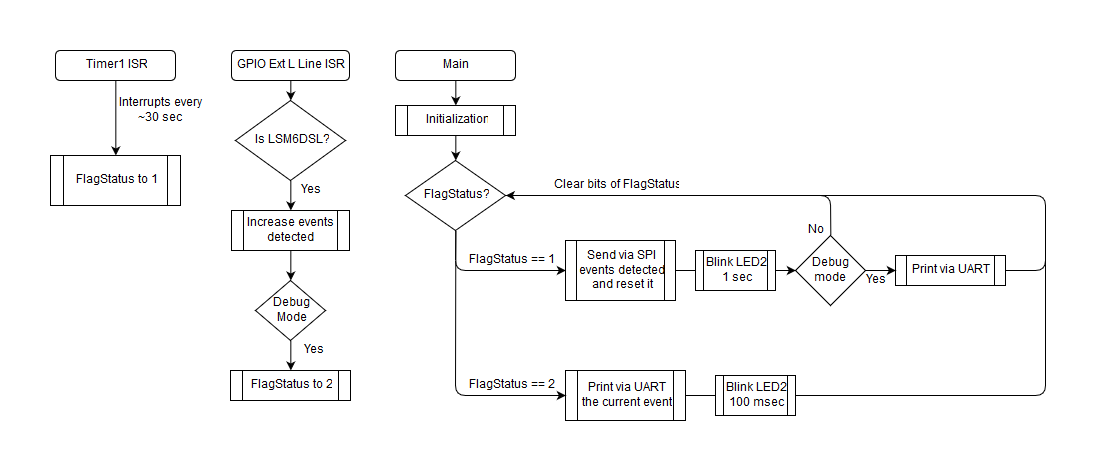 Timer1 ISR
Interrupts every
~30 sec
FlagStatus to 1
GPIO Ext L Line ISR
Is LSM6DSL?
Yes
Increase events
detected
Debug
Mode
Yes
FlagStatus to 2
Main
Initialization
FlagStatus?
Clear bits of FlagStatus
FlagStatus == 1
Send via SPI
events detected
and reset it
Blink LED2
1 sec
No
Debug
mode
Yes
Print via UART
FlagStatus == 2
Print via UART
the current event
Blink LED2
100 msec